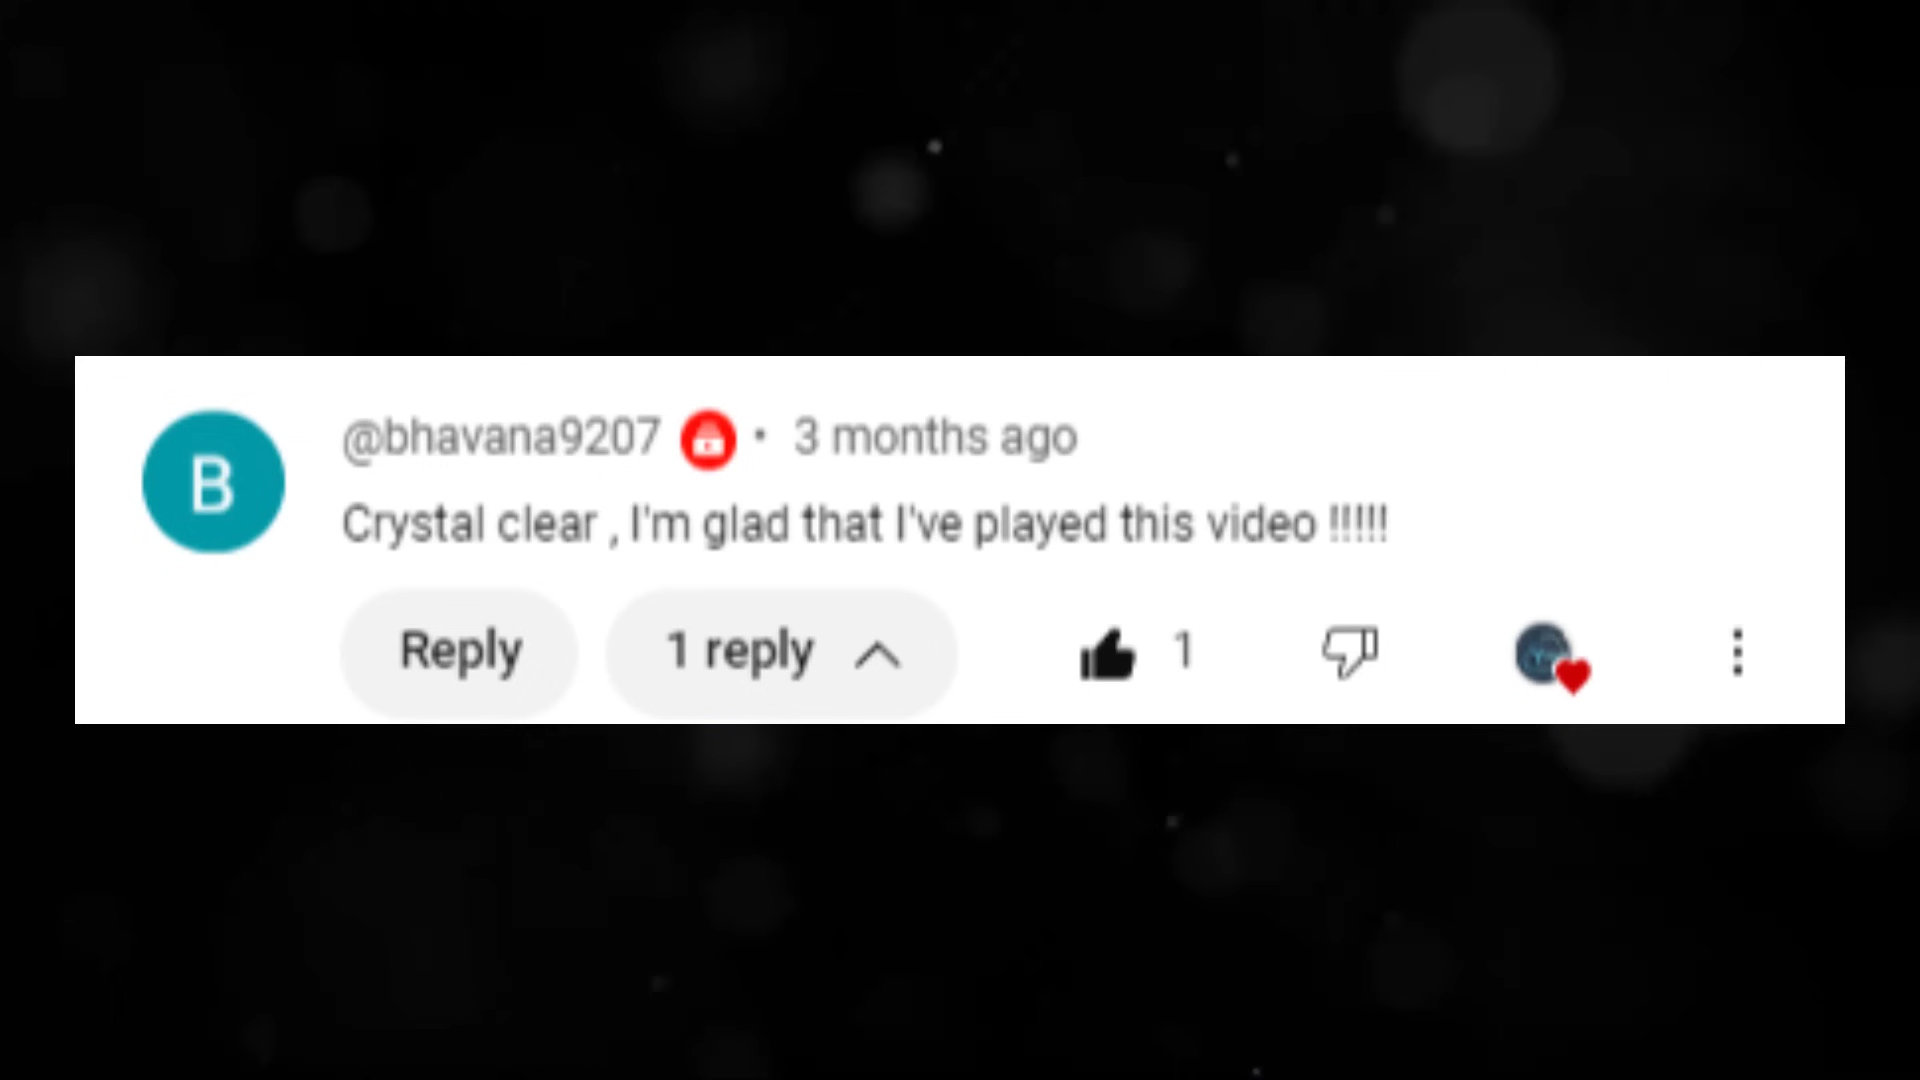 B
@bhavana9207 • 3 months ago
Crystal clear , I'm glad that I've played this video !!!!!
Reply 1 reply 1